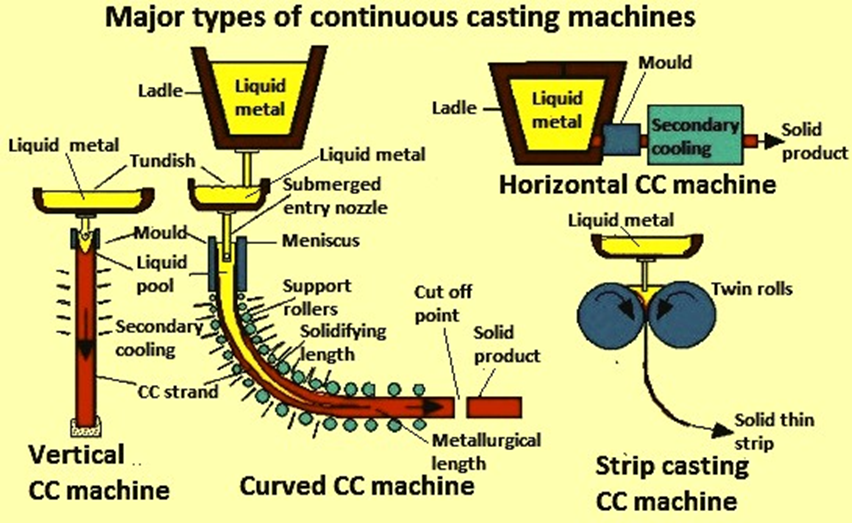 Major types of continuous casting machines
Ladle
Liquid
metal
Liquid metal
Tundish
Liquid metal
Submerged
entry nozzle
Mould
Meniscus
Liquid
pool
Support
rollers
Secondary
cooling
Solidifying
length
CC strand
Cut off
point
Solid
product
Metallurgical
length
Vertical
CC machine
Curved CC machine
Mould
Ladle
Liquid
metal
Secondary
cooling
Solid
product
Horizontal CC machine
Liquid metal
Twin rolls
Solid thin
strip
Strip casting
CC machine